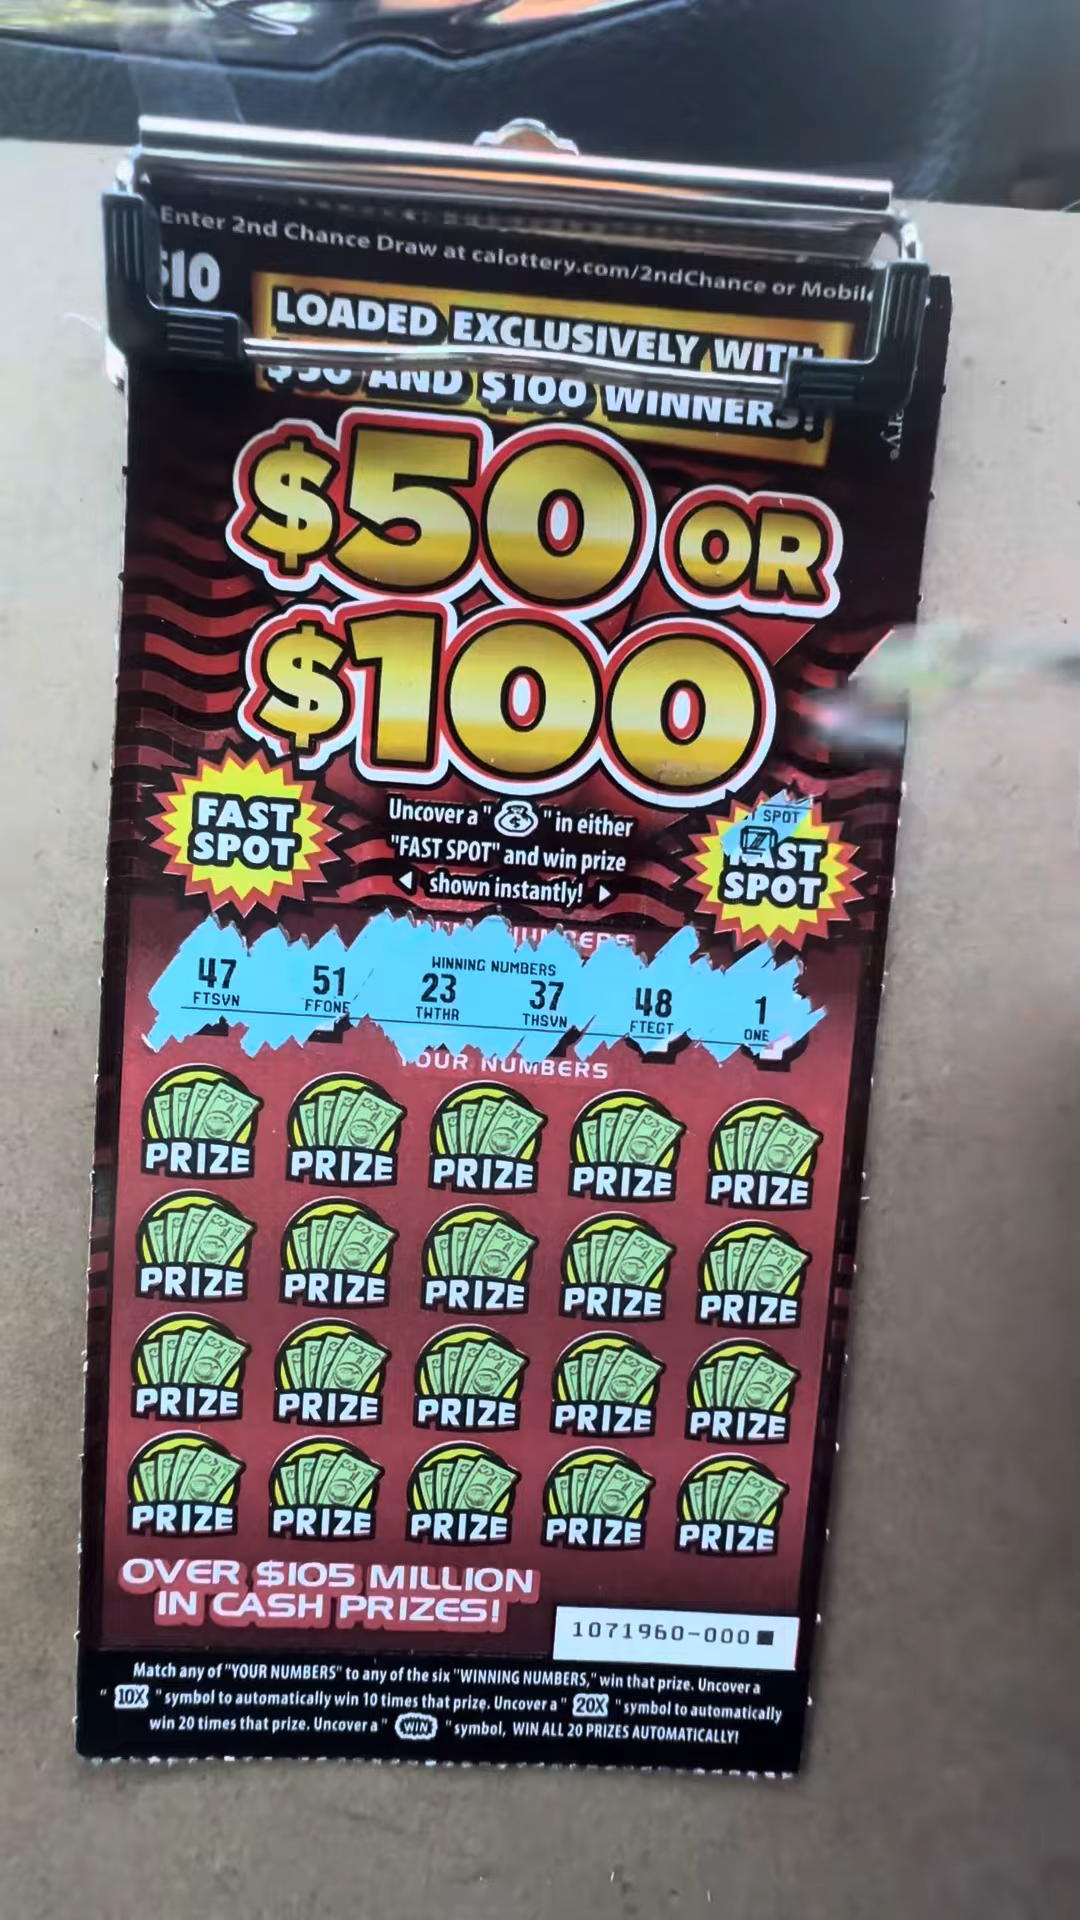 Enter 2nd Chance Draw at calottery.com/2ndChance or Mobile
$10
LOADED EXCLUSIVELY WITH
$50 AND $100 WINNERS!
$50 OR
$100
FAST
SPOT
Uncover a " $ " in either
"FAST SPOT" and win prize
shown instantly!
SPOT
FAST
SPOT
WINNING NUMBERS
47 51 23 37 48 1
FTSVN FFONE TWTHR THSVN FTEGT ONE
YOUR NUMBERS
PRIZE PRIZE PRIZE PRIZE PRIZE
PRIZE PRIZE PRIZE PRIZE PRIZE
PRIZE PRIZE PRIZE PRIZE PRIZE
PRIZE PRIZE PRIZE PRIZE PRIZE
OVER $105 MILLION
IN CASH PRIZES!
1071960-000
Match any of "YOUR NUMBERS" to any of the six "WINNING NUMBERS," win that prize. Uncover a
" 10X " symbol to automatically win 10 times that prize. Uncover a " 20X " symbol to automatically
win 20 times that prize. Uncover a " WIN " symbol, WIN ALL 20 PRIZES AUTOMATICALLY!